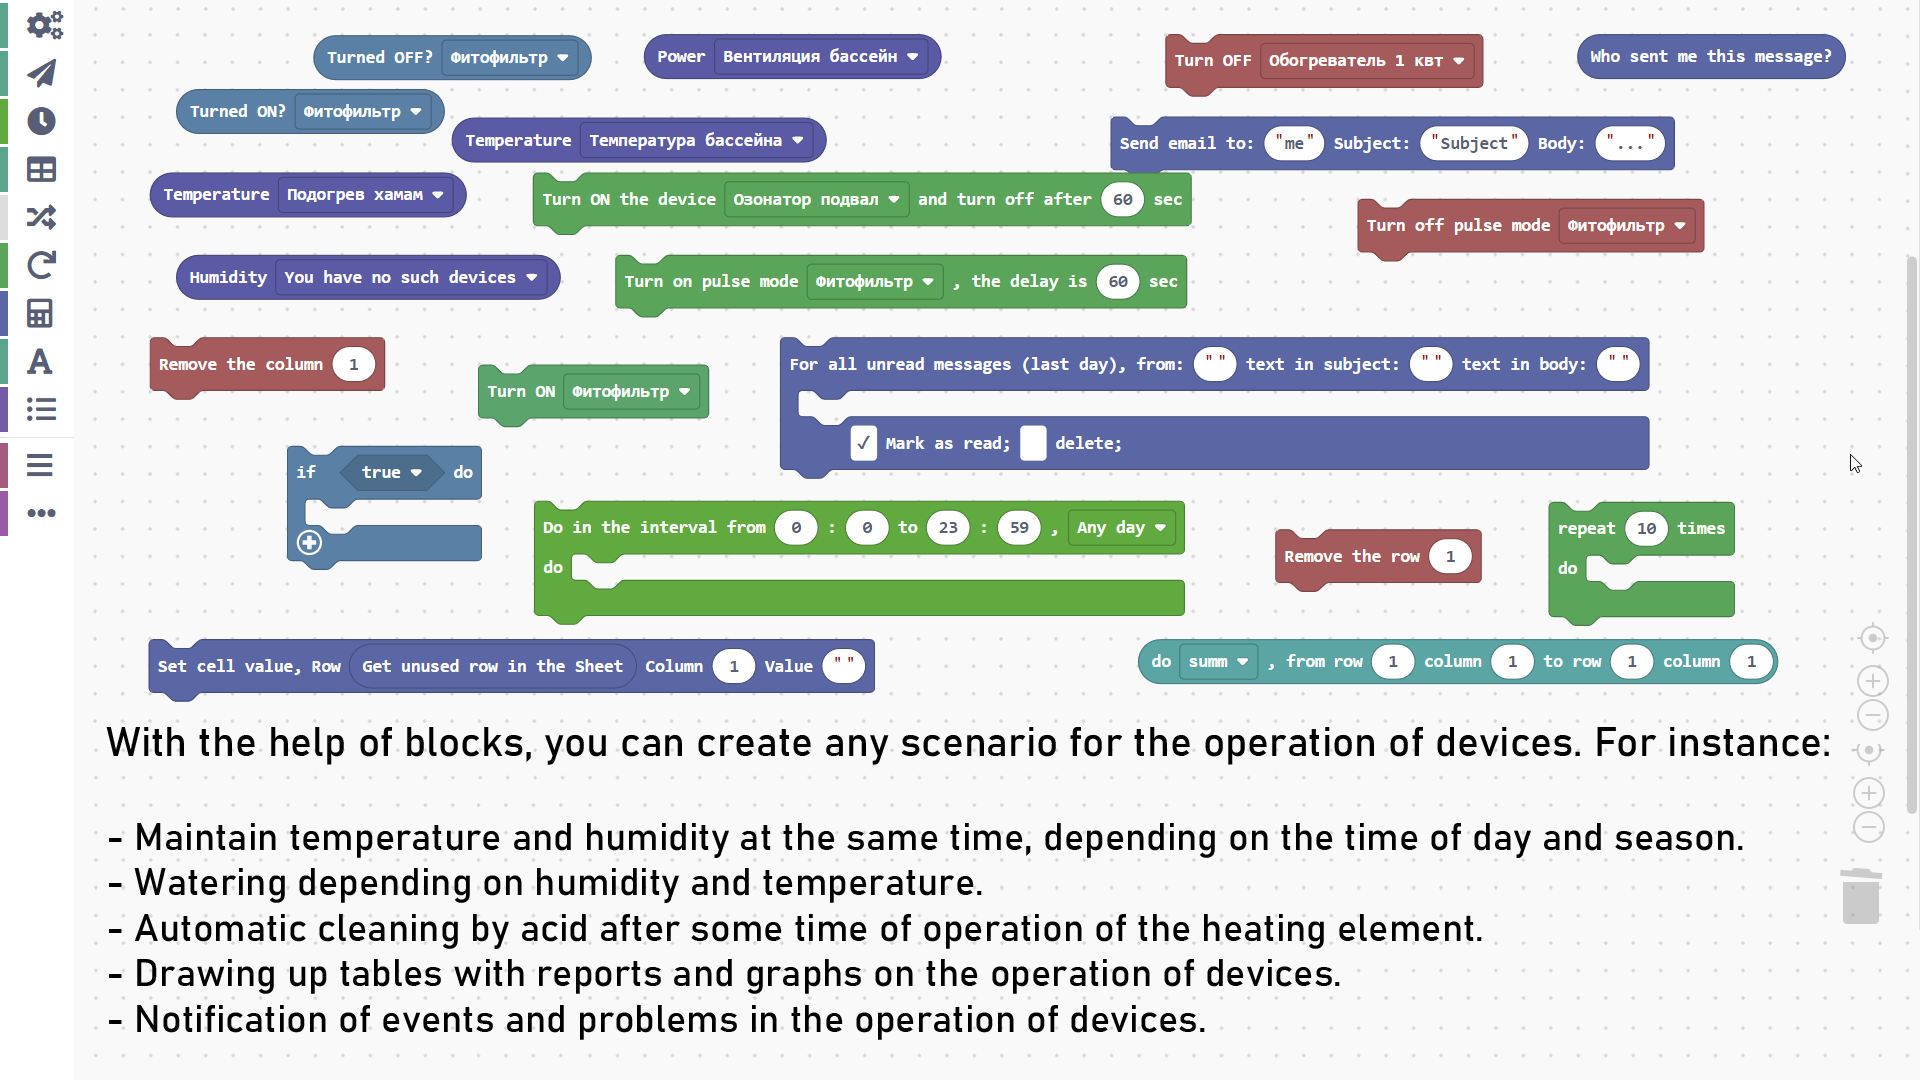 Turned OFF? Фитофильтр
Power Вентиляция бассейн
Turn OFF Обогреватель 1 квт
Who sent me this message?
Turned ON? Фитофильтр
Temperature Температура бассейна
Send email to: "me" Subject: "Subject" Body: "..."
Temperature Подогрев хамам
Turn ON the device Озонатор подвал and turn off after 60 sec
Turn off pulse mode Фитофильтр
Humidity You have no such devices
Turn on pulse mode Фитофильтр , the delay is 60 sec
Remove the column 1
Turn ON Фитофильтр
For all unread messages (last day), from: "" text in subject: "" text in body: ""
✓ Mark as read; delete;
if true do
Do in the interval from 0 : 0 to 23 : 59 , Any day
do
Remove the row 1
repeat 10 times
do
Set cell value, Row Get unused row in the Sheet Column 1 Value ""
do summ , from row 1 column 1 to row 1 column 1
With the help of blocks, you can create any scenario for the operation of devices. For instance:
- Maintain temperature and humidity at the same time, depending on the time of day and season.
- Watering depending on humidity and temperature.
- Automatic cleaning by acid after some time of operation of the heating element.
- Drawing up tables with reports and graphs on the operation of devices.
- Notification of events and problems in the operation of devices.